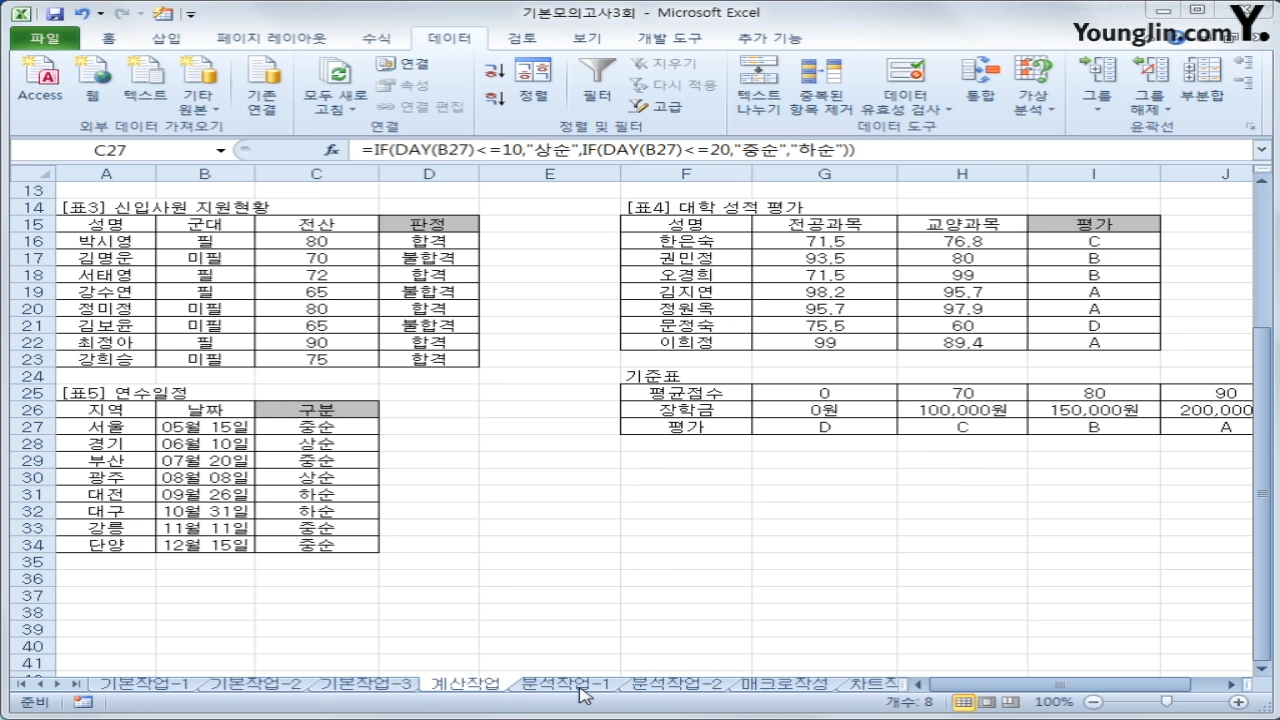 기본모의고사3회 - Microsoft Excel
Younglin.com Y.
파일 홈 삽입 페이지 레이아웃 수식 데이터 검토 보기 개발 도구 추가 기능
Access 웹 텍스트 기타 원본 기존 연결 모두 새로 고침 연결 속성 연결 편집 정렬 필터 지우기 다시 적용 고급 텍스트 나누기 중복된 항목 제거 데이터 유효성 검사 통합 가상 분석 그룹 그룹 해제 부분합
외부 데이터 가져오기 연결 정렬 및 필터 데이터 도구 윤곽선
C27 fx =IF(DAY(B27)<=10,"상순",IF(DAY(B27)<=20,"중순","하순"))
A B C D E F G H I J
13
14 [표3] 신입사원 지원현황 [표4] 대학 성적 평가
15 성명 군대 전산 판정 성명 전공과목 교양과목 평가
16 박시영 필 80 합격 한은숙 71.5 76.8 C
17 김명운 미필 70 불합격 권민정 93.5 80 B
18 서태영 필 72 합격 오경희 71.5 99 B
19 강수연 필 65 불합격 김지연 98.2 95.7 A
20 정미정 미필 80 합격 정원옥 95.7 97.9 A
21 김보윤 미필 65 불합격 문정숙 75.5 60 D
22 최정아 필 90 합격 이희정 99 89.4 A
23 강희승 미필 75 합격
24 기준표
25 [표5] 연수일정 평균점수 0 70 80 90
26 지역 날짜 구분 장학금 0원 100,000원 150,000원 200,000
27 서울 05월 15일 중순 평가 D C B A
28 경기 06월 10일 상순
29 부산 07월 20일 중순
30 광주 08월 08일 상순
31 대전 09월 26일 하순
32 대구 10월 31일 하순
33 강릉 11월 11일 중순
34 단양 12월 15일 중순
35
36
37
38
39
40
41
기본작업-1 기본작업-2 기본작업-3 계산작업 분석작업-1 분석작업-2 매크로작성 차트작
준비 개수: 8 100%